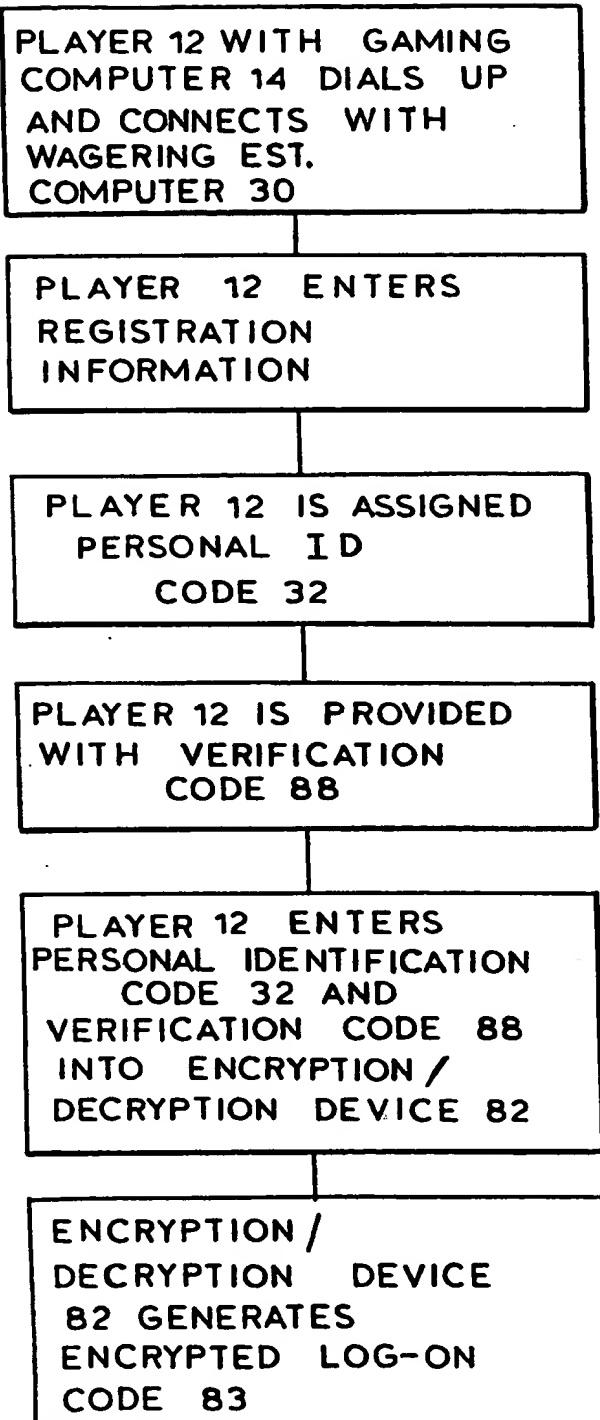 PLAYER 12 WITH GAMING
COMPUTER 14 DIALS UP
AND CONNECTS WITH
WAGERING EST.
COMPUTER 30
PLAYER 12 ENTERS
REGISTRATION
INFORMATION
PLAYER 12 IS ASSIGNED
PERSONAL ID
CODE 32
PLAYER 12 IS PROVIDED
WITH VERIFICATION
CODE 88
PLAYER 12 ENTERS
PERSONAL IDENTIFICATION
CODE 32 AND
VERIFICATION CODE 88
INTO ENCRYPTION/
DECRYPTION DEVICE 82
ENCRYPTION/
DECRYPTION DEVICE
82 GENERATES
ENCRYPTED LOG-ON
CODE 83